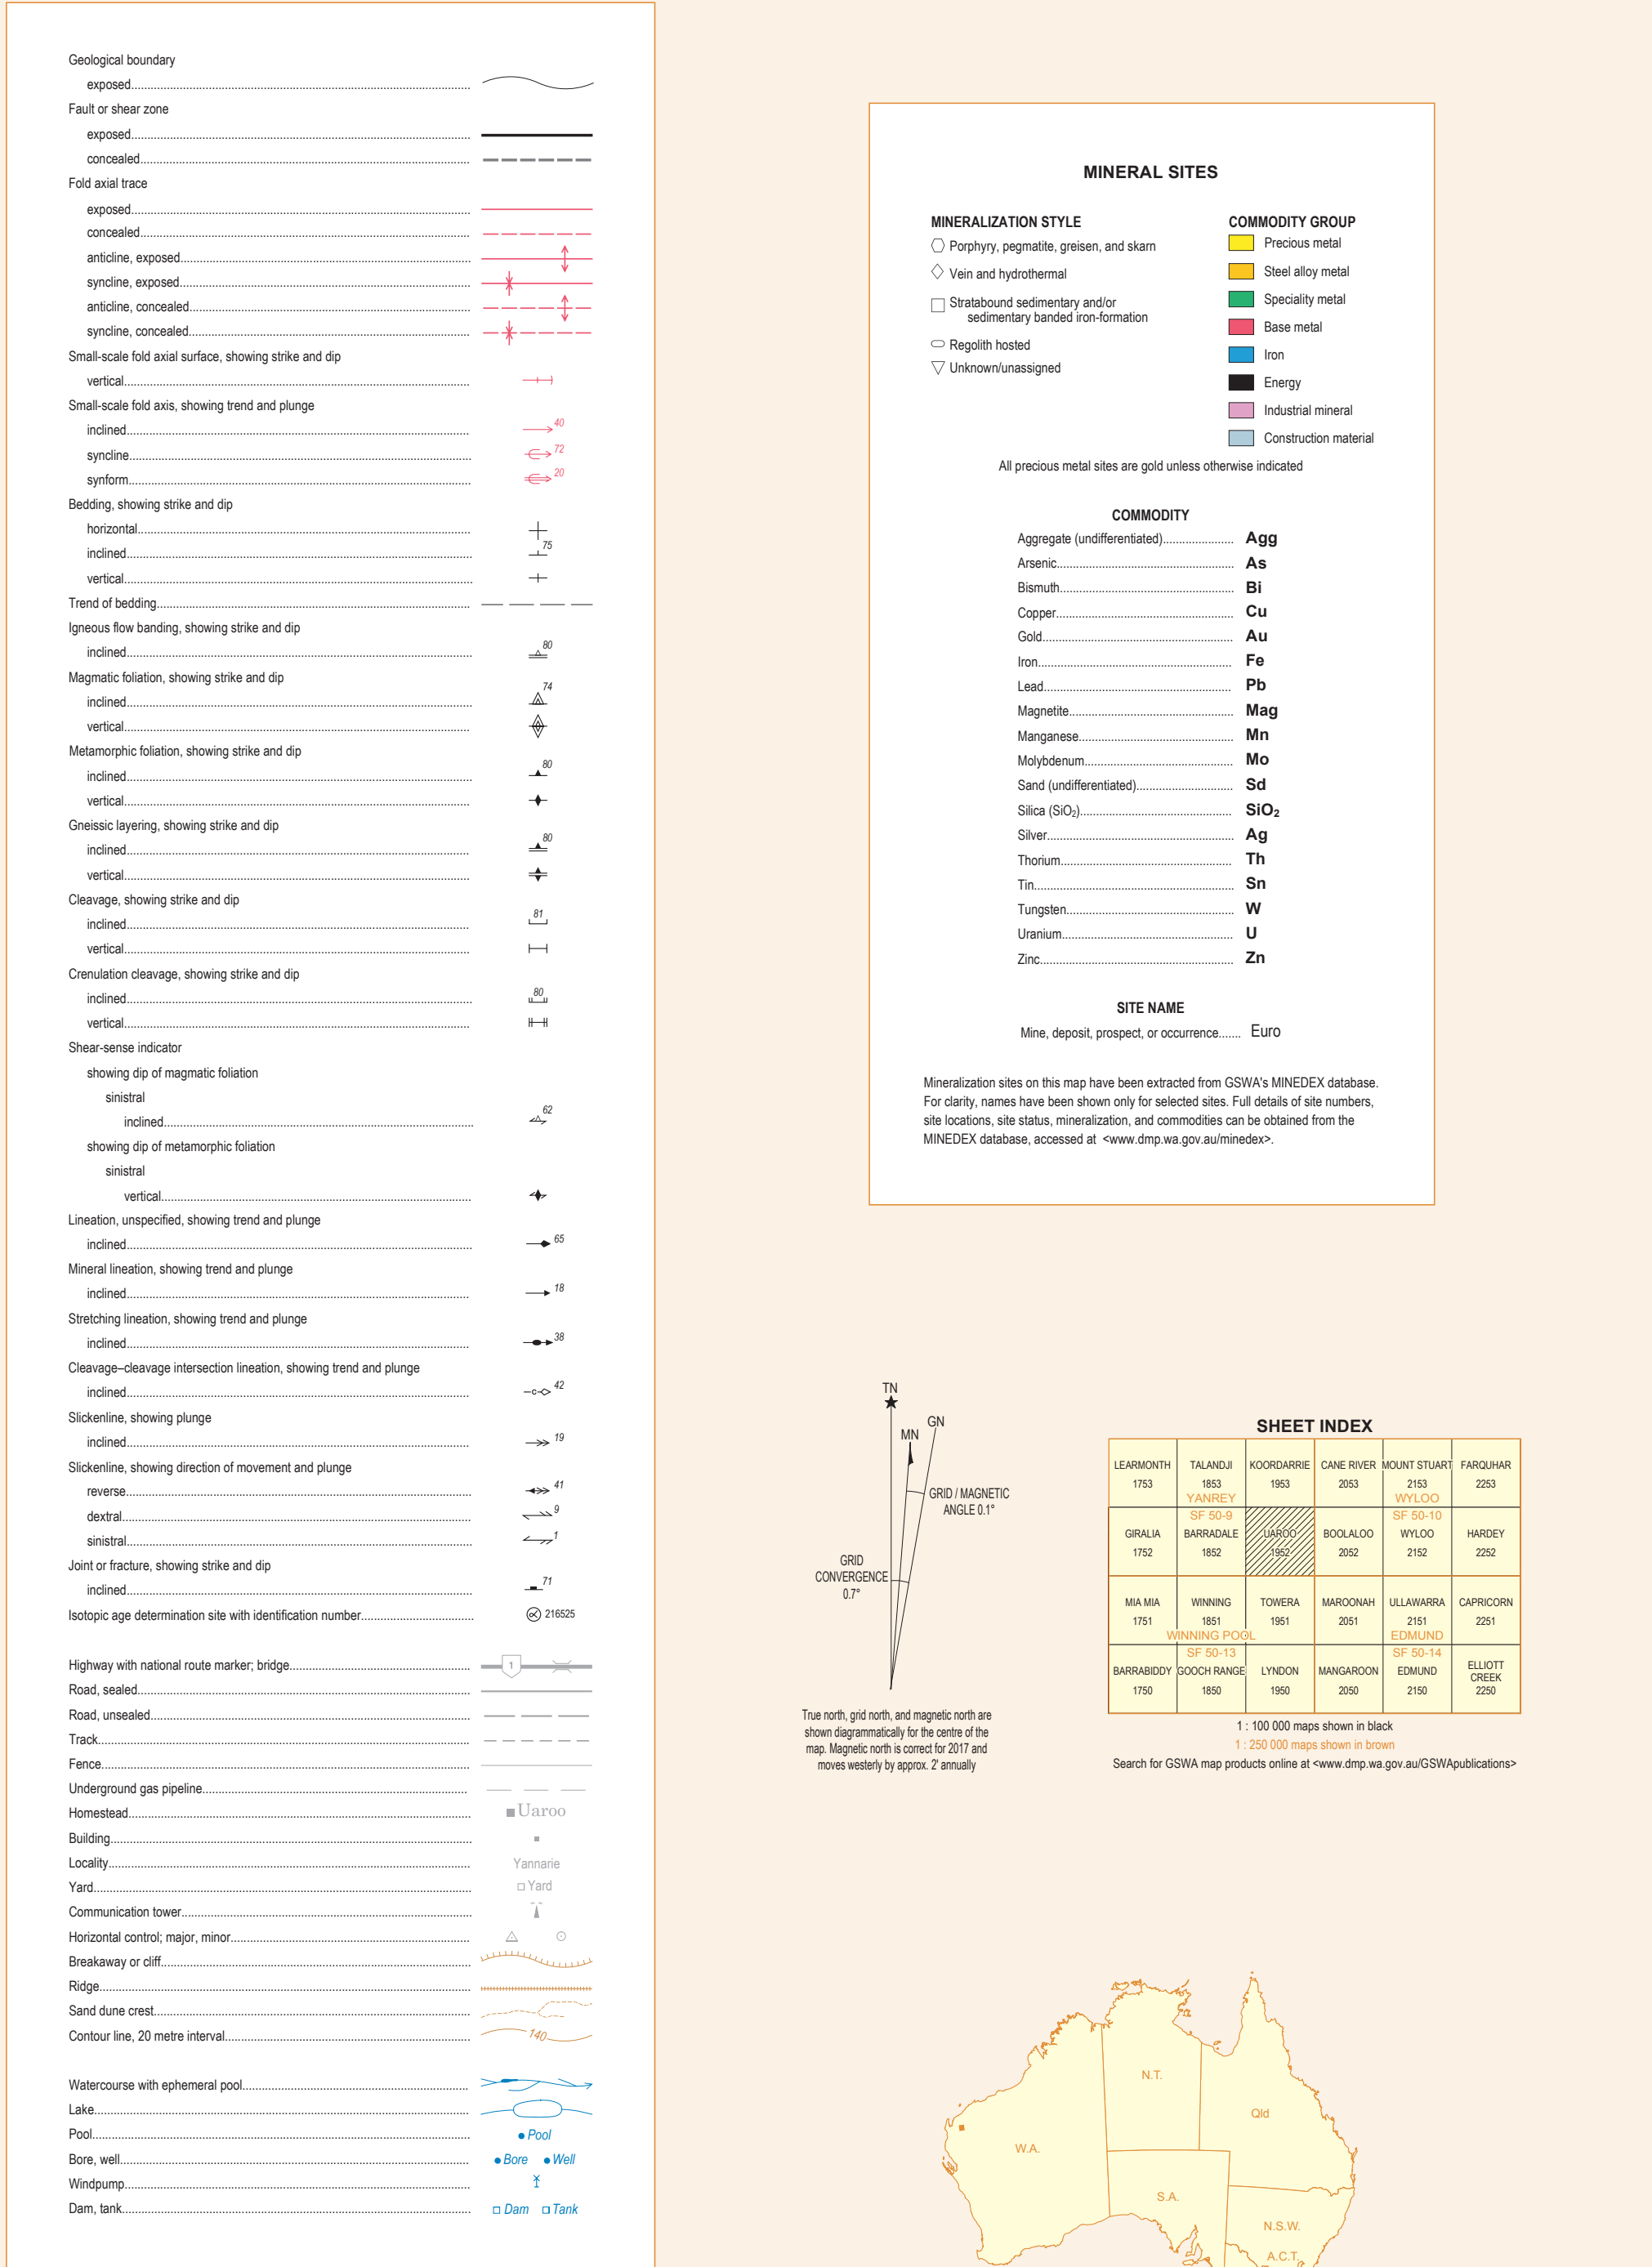 Geological boundary
exposed
Fault or shear zone
exposed
concealed
Fold axial trace
exposed
concealed
anticline, exposed
syncline, exposed
anticline, concealed
syncline, concealed
Small-scale fold axial surface, showing strike and dip
vertical
Small-scale fold axis, showing trend and plunge
inclined 40
syncline 72
synform 20
Bedding, showing strike and dip
horizontal
inclined 75
vertical
Trend of bedding
Igneous flow banding, showing strike and dip
inclined 80
Magmatic foliation, showing strike and dip
inclined 74
vertical
Metamorphic foliation, showing strike and dip
inclined 80
vertical
Gneissic layering, showing strike and dip
inclined 80
vertical
Cleavage, showing strike and dip
inclined 81
vertical
Crenulation cleavage, showing strike and dip
inclined 80
vertical
Shear-sense indicator
showing dip of magmatic foliation
sinistral
inclined 62
showing dip of metamorphic foliation
sinistral
vertical
Lineation, unspecified, showing trend and plunge
inclined 65
Mineral lineation, showing trend and plunge
inclined 18
Stretching lineation, showing trend and plunge
inclined 38
Cleavage–cleavage intersection lineation, showing trend and plunge
inclined c 42
Slickenline, showing plunge
inclined 19
Slickenline, showing direction of movement and plunge
reverse 41
dextral 9
sinistral 1
Joint or fracture, showing strike and dip
inclined 71
Isotopic age determination site with identification number 216525
Highway with national route marker; bridge 1
Road, sealed
Road, unsealed
Track
Fence
Underground gas pipeline
Homestead Uaroo
Building
Locality Yannarie
Yard Yard
Communication tower
Horizontal control; major, minor
Breakaway or cliff
Ridge
Sand dune crest
Contour line, 20 metre interval 140
Watercourse with ephemeral pool
Lake
Pool Pool
Bore, well Bore Well
Windpump
Dam, tank Dam Tank
MINERAL SITES
MINERALIZATION STYLE
Porphyry, pegmatite, greisen, and skarn
Vein and hydrothermal
Stratabound sedimentary and/or
sedimentary banded iron-formation
Regolith hosted
Unknown/unassigned
COMMODITY GROUP
Precious metal
Steel alloy metal
Speciality metal
Base metal
Iron
Energy
Industrial mineral
Construction material
All precious metal sites are gold unless otherwise indicated
COMMODITY
Aggregate (undifferentiated) Agg
Arsenic As
Bismuth Bi
Copper Cu
Gold Au
Iron Fe
Lead Pb
Magnetite Mag
Manganese Mn
Molybdenum Mo
Sand (undifferentiated) Sd
Silica (SiO₂) SiO₂
Silver Ag
Thorium Th
Tin Sn
Tungsten W
Uranium U
Zinc Zn
SITE NAME
Mine, deposit, prospect, or occurrence Euro
Mineralization sites on this map have been extracted from GSWA's MINEDEX database.
For clarity, names have been shown only for selected sites. Full details of site numbers,
site locations, site status, mineralization, and commodities can be obtained from the
MINEDEX database, accessed at <www.dmp.wa.gov.au/minedex>.
TN
GN
MN
GRID / MAGNETIC
ANGLE 0.1°
GRID
CONVERGENCE
0.7°
True north, grid north, and magnetic north are
shown diagrammatically for the centre of the
map. Magnetic north is correct for 2017 and
moves westerly by approx. 2' annually
SHEET INDEX
LEARMONTH TALANDJI KOORDARRIE CANE RIVER MOUNT STUART FARQUHAR
1753 1853 1953 2053 2153 2253
YANREY WYLOO
SF 50-9 SF 50-10
GIRALIA BARRADALE UAROO BOOLALOO WYLOO HARDEY
1752 1852 1952 2052 2152 2252
MIA MIA WINNING TOWERA MAROONAH ULLAWARRA CAPRICORN
1751 1851 1951 2051 2151 2251
WINNING POOL EDMUND
SF 50-13 SF 50-14
BARRABIDDY GOOCH RANGE LYNDON MANGAROON EDMUND ELLIOTT CREEK
1750 1850 1950 2050 2150 2250
1 : 100 000 maps shown in black
1 : 250 000 maps shown in brown
Search for GSWA map products online at <www.dmp.wa.gov.au/GSWApublications>
N.T.
Qld
W.A.
S.A.
N.S.W.
A.C.T.